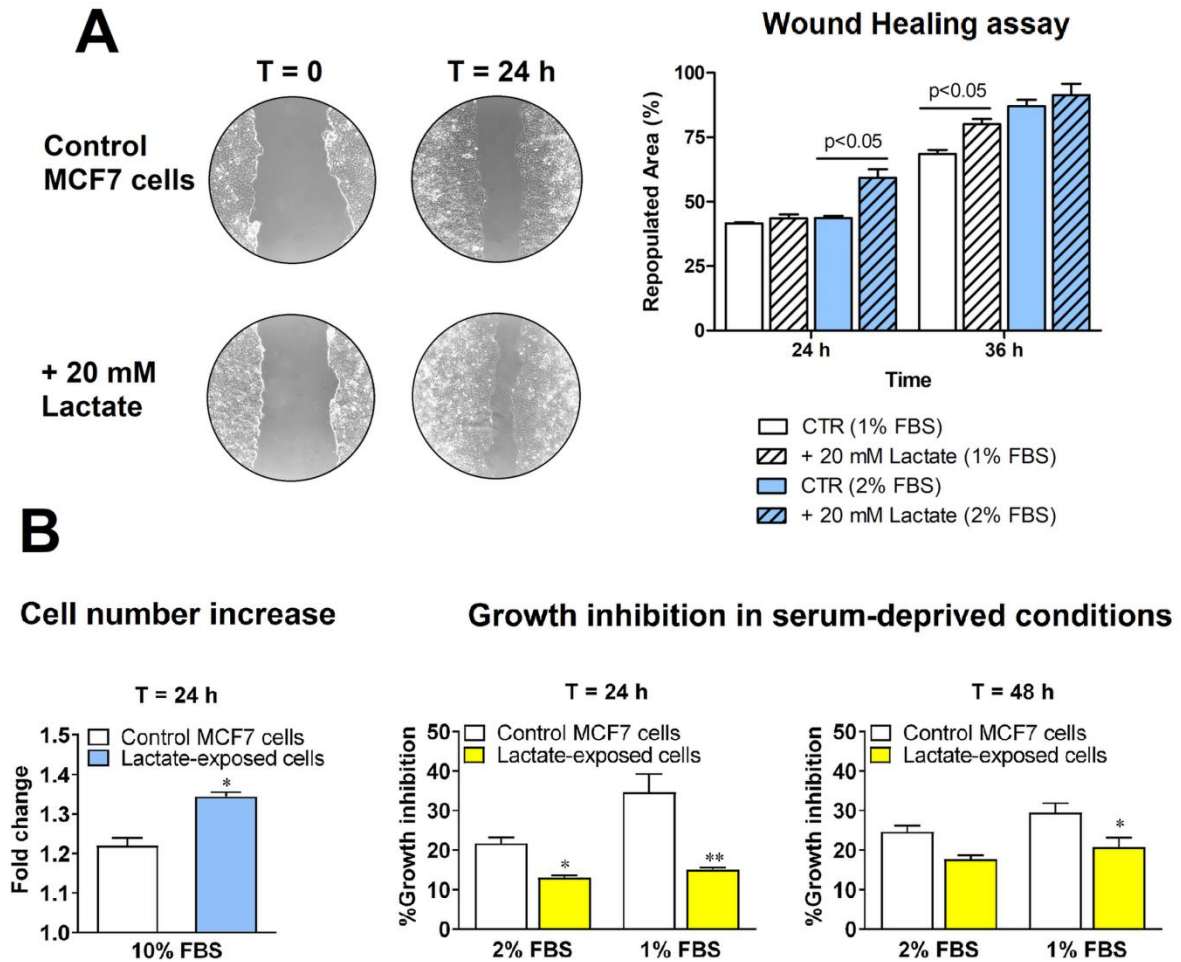 A
T = 0
T = 24 h
Control
MCF7 cells
+ 20 mM
Lactate
Wound Healing assay
Repopulated Area (%)
100
75
50
25
0
p<0.05
p<0.05
24 h
36 h
Time
CTR (1% FBS)
+ 20 mM Lactate (1% FBS)
CTR (2% FBS)
+ 20 mM Lactate (2% FBS)
B
Cell number increase
T = 24 h
Fold change
1.5
1.4
1.3
1.2
1.1
1.0
Control MCF7 cells
Lactate-exposed cells
*
10% FBS
Growth inhibition in serum-deprived conditions
T = 24 h
%Growth inhibition
50
40
30
20
10
0
Control MCF7 cells
Lactate-exposed cells
*
**
2% FBS
1% FBS
T = 48 h
%Growth inhibition
50
40
30
20
10
0
Control MCF7 cells
Lactate-exposed cells
*
2% FBS
1% FBS